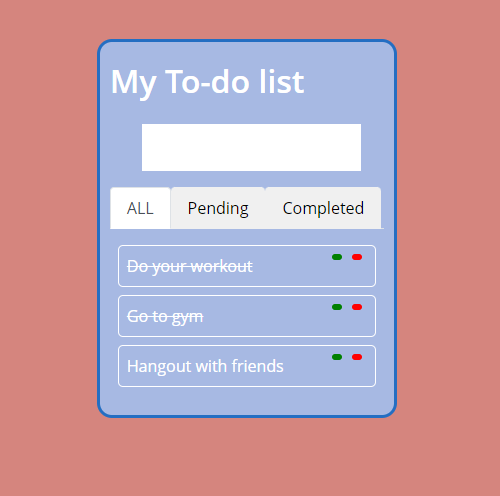 My To-do list
ALL Pending Completed
Do your workout
Go to gym
Hangout with friends